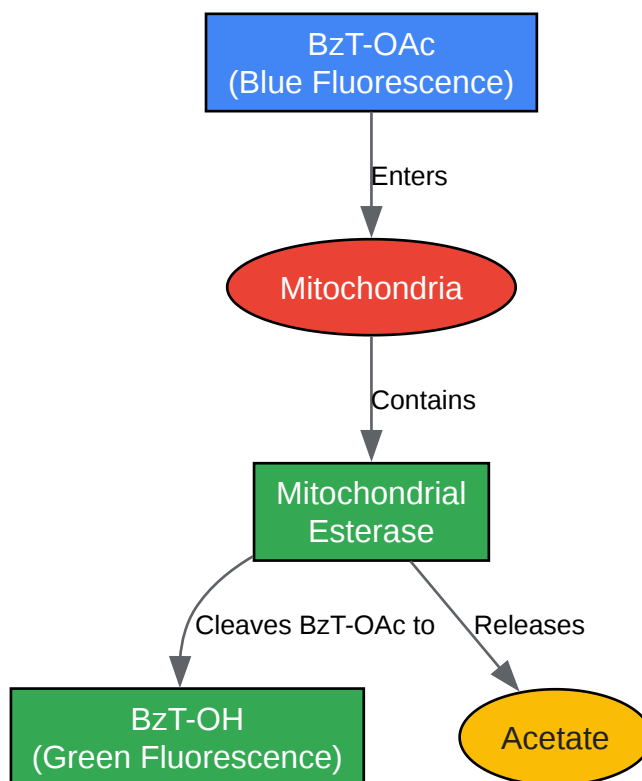 BzT-OAc
(Blue Fluorescence)
Enters
Mitochondria
Contains
Mitochondrial
Esterase
Cleaves BzT-OAc to
Releases
BzT-OH
(Green Fluorescence)
Acetate